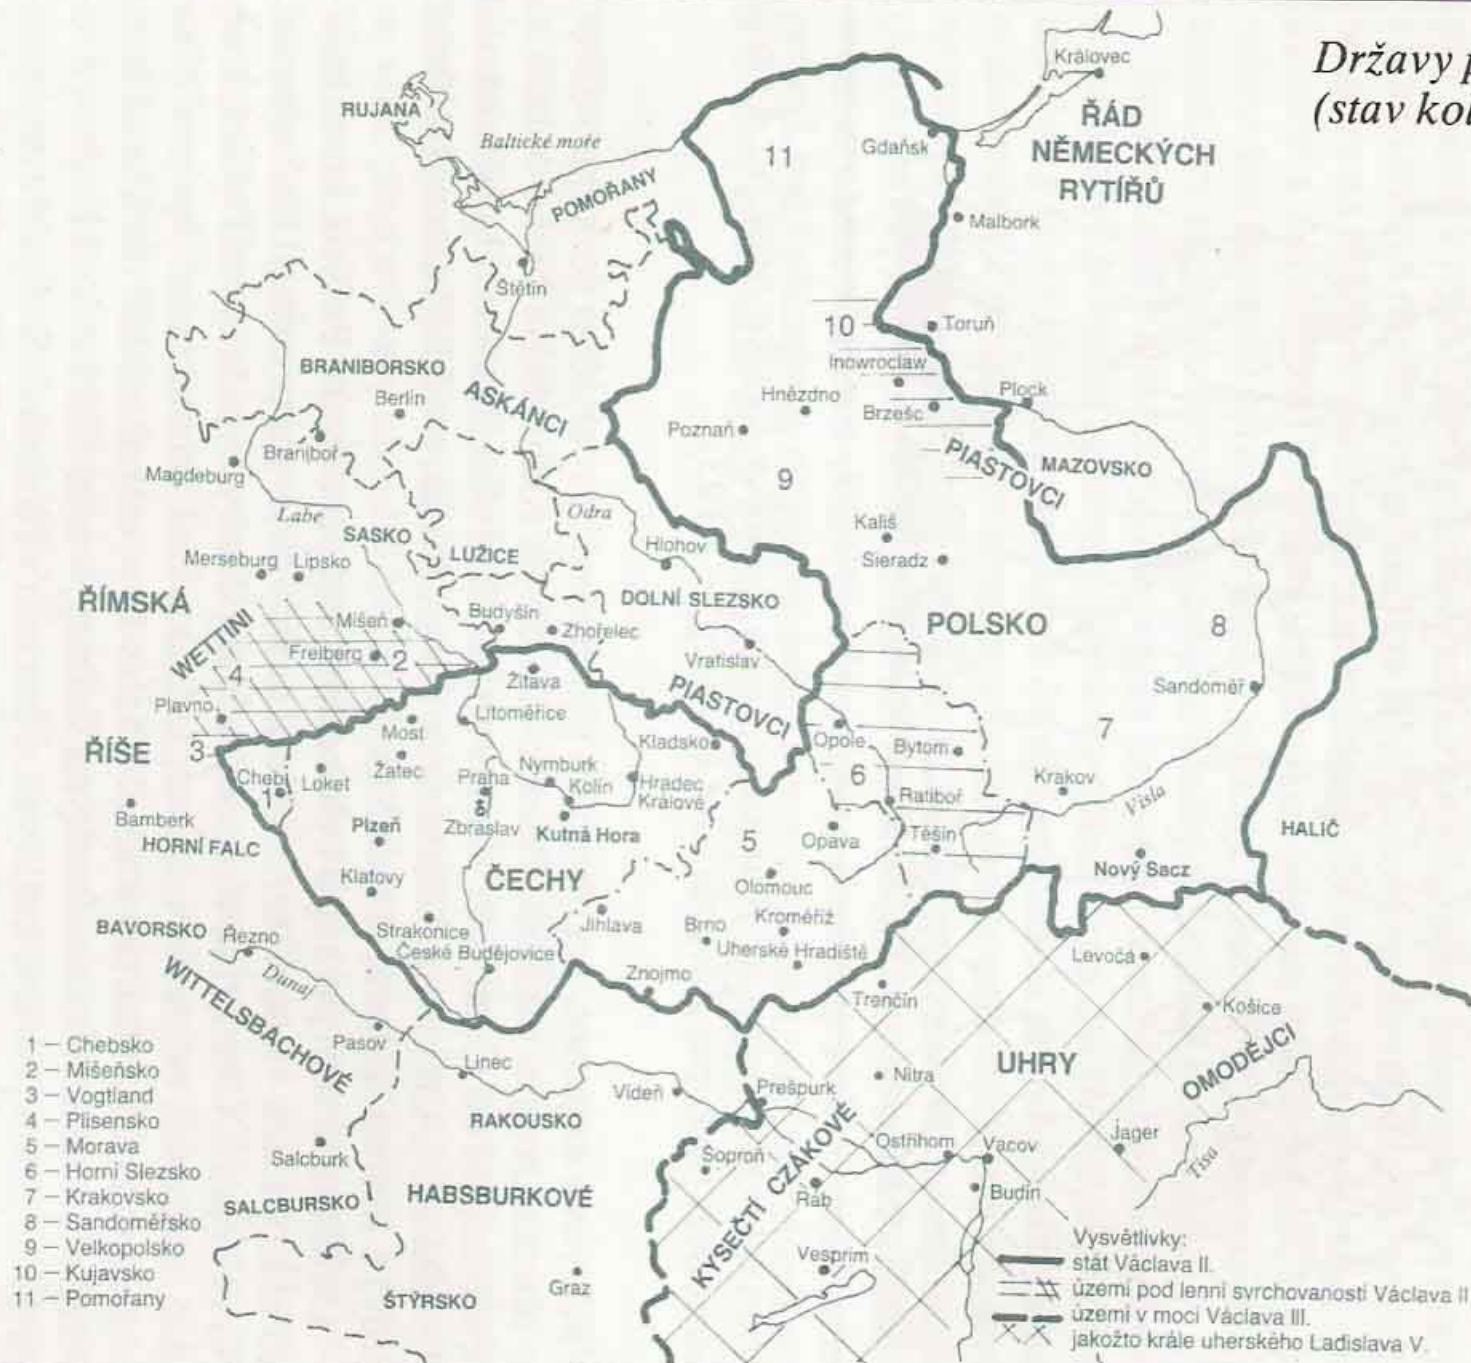 Državy p
(stav kol
Královec
RUJANA
Baltické moře
11
Gdaňsk
ŘÁD
NĚMECKÝCH
RYTÍŘŮ
POMOŘANY
Malbork
Štětín
10
Toruň
Inowroclaw
BRANIBORSKO
Berlín
ASKÁNCI
Hnězdno
Brzešc
Plock
Poznaň
Braniboř
Magdeburg
PIASTOVCI
MAZOVSKO
9
Labe
Odra
SASKO
LUŽICE
Hlohov
Kališ
Sieradz
Merseburg
Lipsko
ŘÍMSKÁ
DOLNÍ SLEZSKO
POLSKO
8
WETTINI
Míšeň
Budyšín
Zhořelec
Freiberg
2
4
Vratislav
Sandoměř
Plavno
Žitava
PIASTOVCI
ŘÍŠE
3
Most
Litoměřice
Kladsko
Opole
Bytom
7
Cheb
1
Loket
Žatec
Praha
Nymburk
Kolín
Hradec
Králové
6
Ratiboř
Krakov
Visla
Bamberk
HORNÍ FALC
Plzeň
Zbraslav
Kutná Hora
5
Opava
Těšín
HALIČ
Klatovy
ČECHY
Olomouc
Nový Sacz
BAVORSKO
Řezno
Strakonice
České Budějovice
Jihlava
Brno
Kroměříž
Uherské Hradiště
Levoča
Dunaj
WITTELSBACHOVÉ
Znojmo
Trenčín
Košice
Pasov
Linec
Vídeň
Prešpurk
Nitra
UHRY
OMODĚJCI
1 – Chebsko
2 – Míšeňsko
3 – Vogtland
4 – Plisensko
5 – Morava
6 – Horní Slezsko
7 – Krakovsko
8 – Sandoměřsko
9 – Velkopolsko
10 – Kujavsko
11 – Pomořany
RAKOUSKO
Salcburk
Šoproň
Ostřihom
Vacov
Jager
Tisa
SALCBURSKO
HABSBURKOVÉ
KYSEČTÍ
CZÁKOVÉ
Ráb
Budín
Vesprim
Graz
ŠTÝRSKO
Vysvětlivky:
stát Václava II.
území pod lenní svrchovaností Václava II
území v moci Václava III.
jakožto krále uherského Ladislava V.